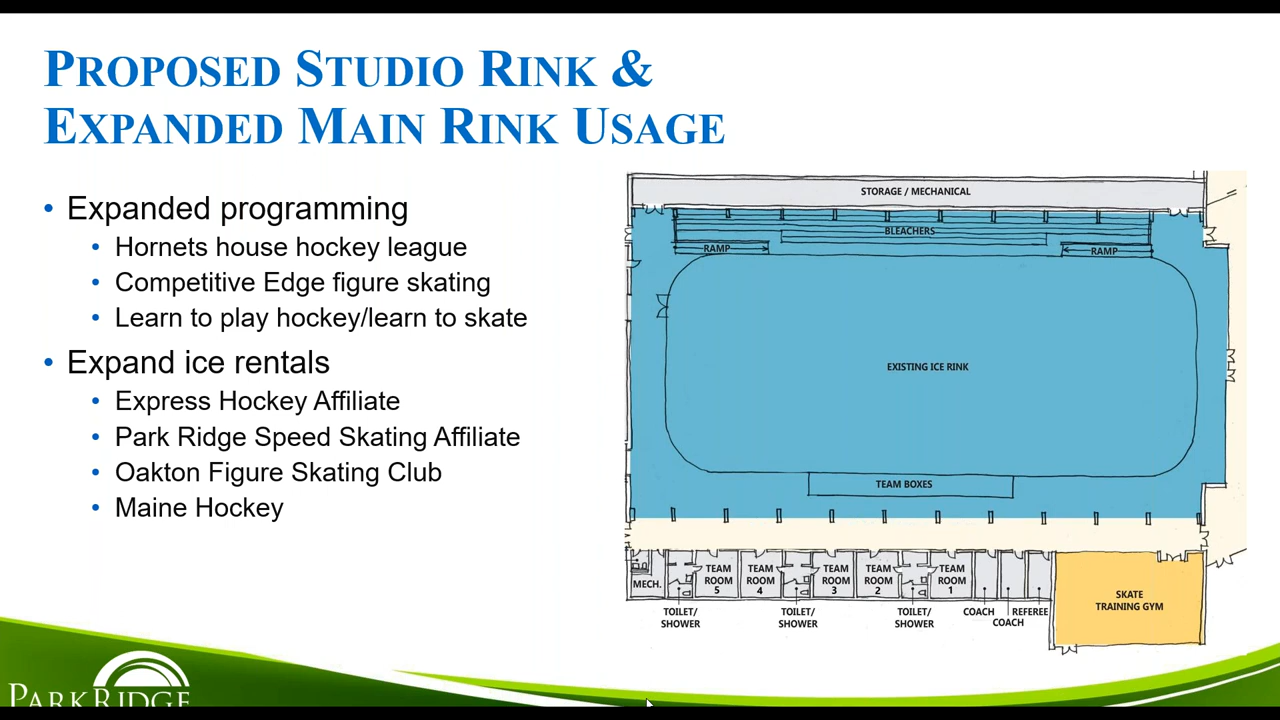 PROPOSED STUDIO RINK &
EXPANDED MAIN RINK USAGE
• Expanded programming
• Hornets house hockey league
• Competitive Edge figure skating
• Learn to play hockey/learn to skate
• Expand ice rentals
• Express Hockey Affiliate
• Park Ridge Speed Skating Affiliate
• Oakton Figure Skating Club
• Maine Hockey
STORAGE / MECHANICAL
BLEACHERS
RAMP
RAMP
EXISTING ICE RINK
TEAM BOXES
MECH.
TEAM
ROOM
5
TEAM
ROOM
4
TEAM
ROOM
3
TEAM
ROOM
2
TEAM
ROOM
1
TOILET/
SHOWER
TOILET/
SHOWER
TOILET/
SHOWER
COACH
COACH
REFEREE
SKATE
TRAINING GYM
PARK RIDGE